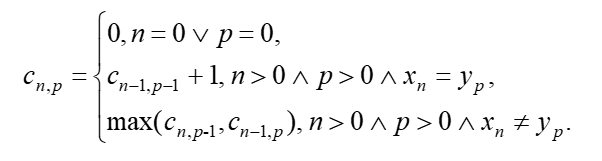 0, n = 0 ∨ p = 0,
c_{n,p} = { c_{n−1,p−1} + 1, n > 0 ∧ p > 0 ∧ x_n = y_p,
max(c_{n,p-1}, c_{n−1,p}), n > 0 ∧ p > 0 ∧ x_n ≠ y_p.